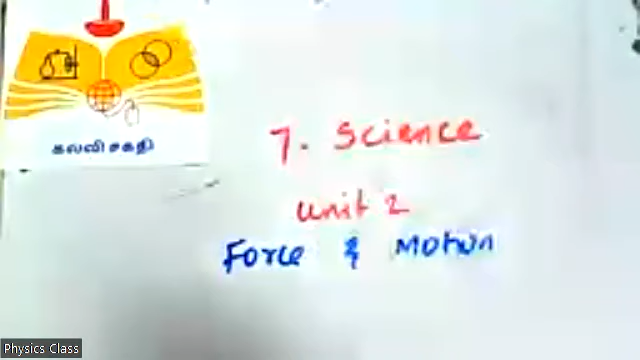 கல்வி சக்தி
7. Science
Unit 2
Force & Motion
Physics Class